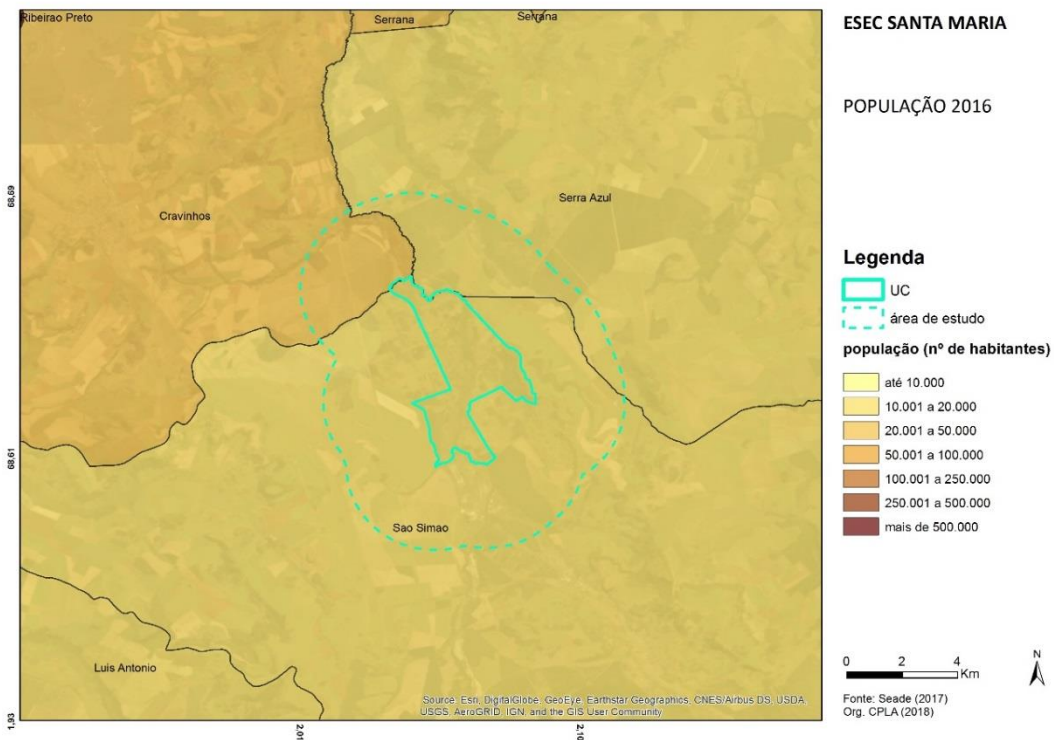 Ribeirao Preto
Serrana
Serrana
ESEC SANTA MARIA
POPULAÇÃO 2016
68,69
Cravinhos
Serra Azul
Legenda
UC
área de estudo
população (nº de habitantes)
até 10.000
10.001 a 20.000
20.001 a 50.000
50.001 a 100.000
100.001 a 250.000
250.001 a 500.000
mais de 500.000
68,61
Sao Simao
Luis Antonio
0 2 4
Km
N
Source: Esri, DigitalGlobe, GeoEye, Earthstar Geographics, CNES/Airbus DS, USDA,
USGS, AeroGRID, IGN, and the GIS User Community
Fonte: Seade (2017)
Org. CPLA (2018)
1,93
2,01
2,10